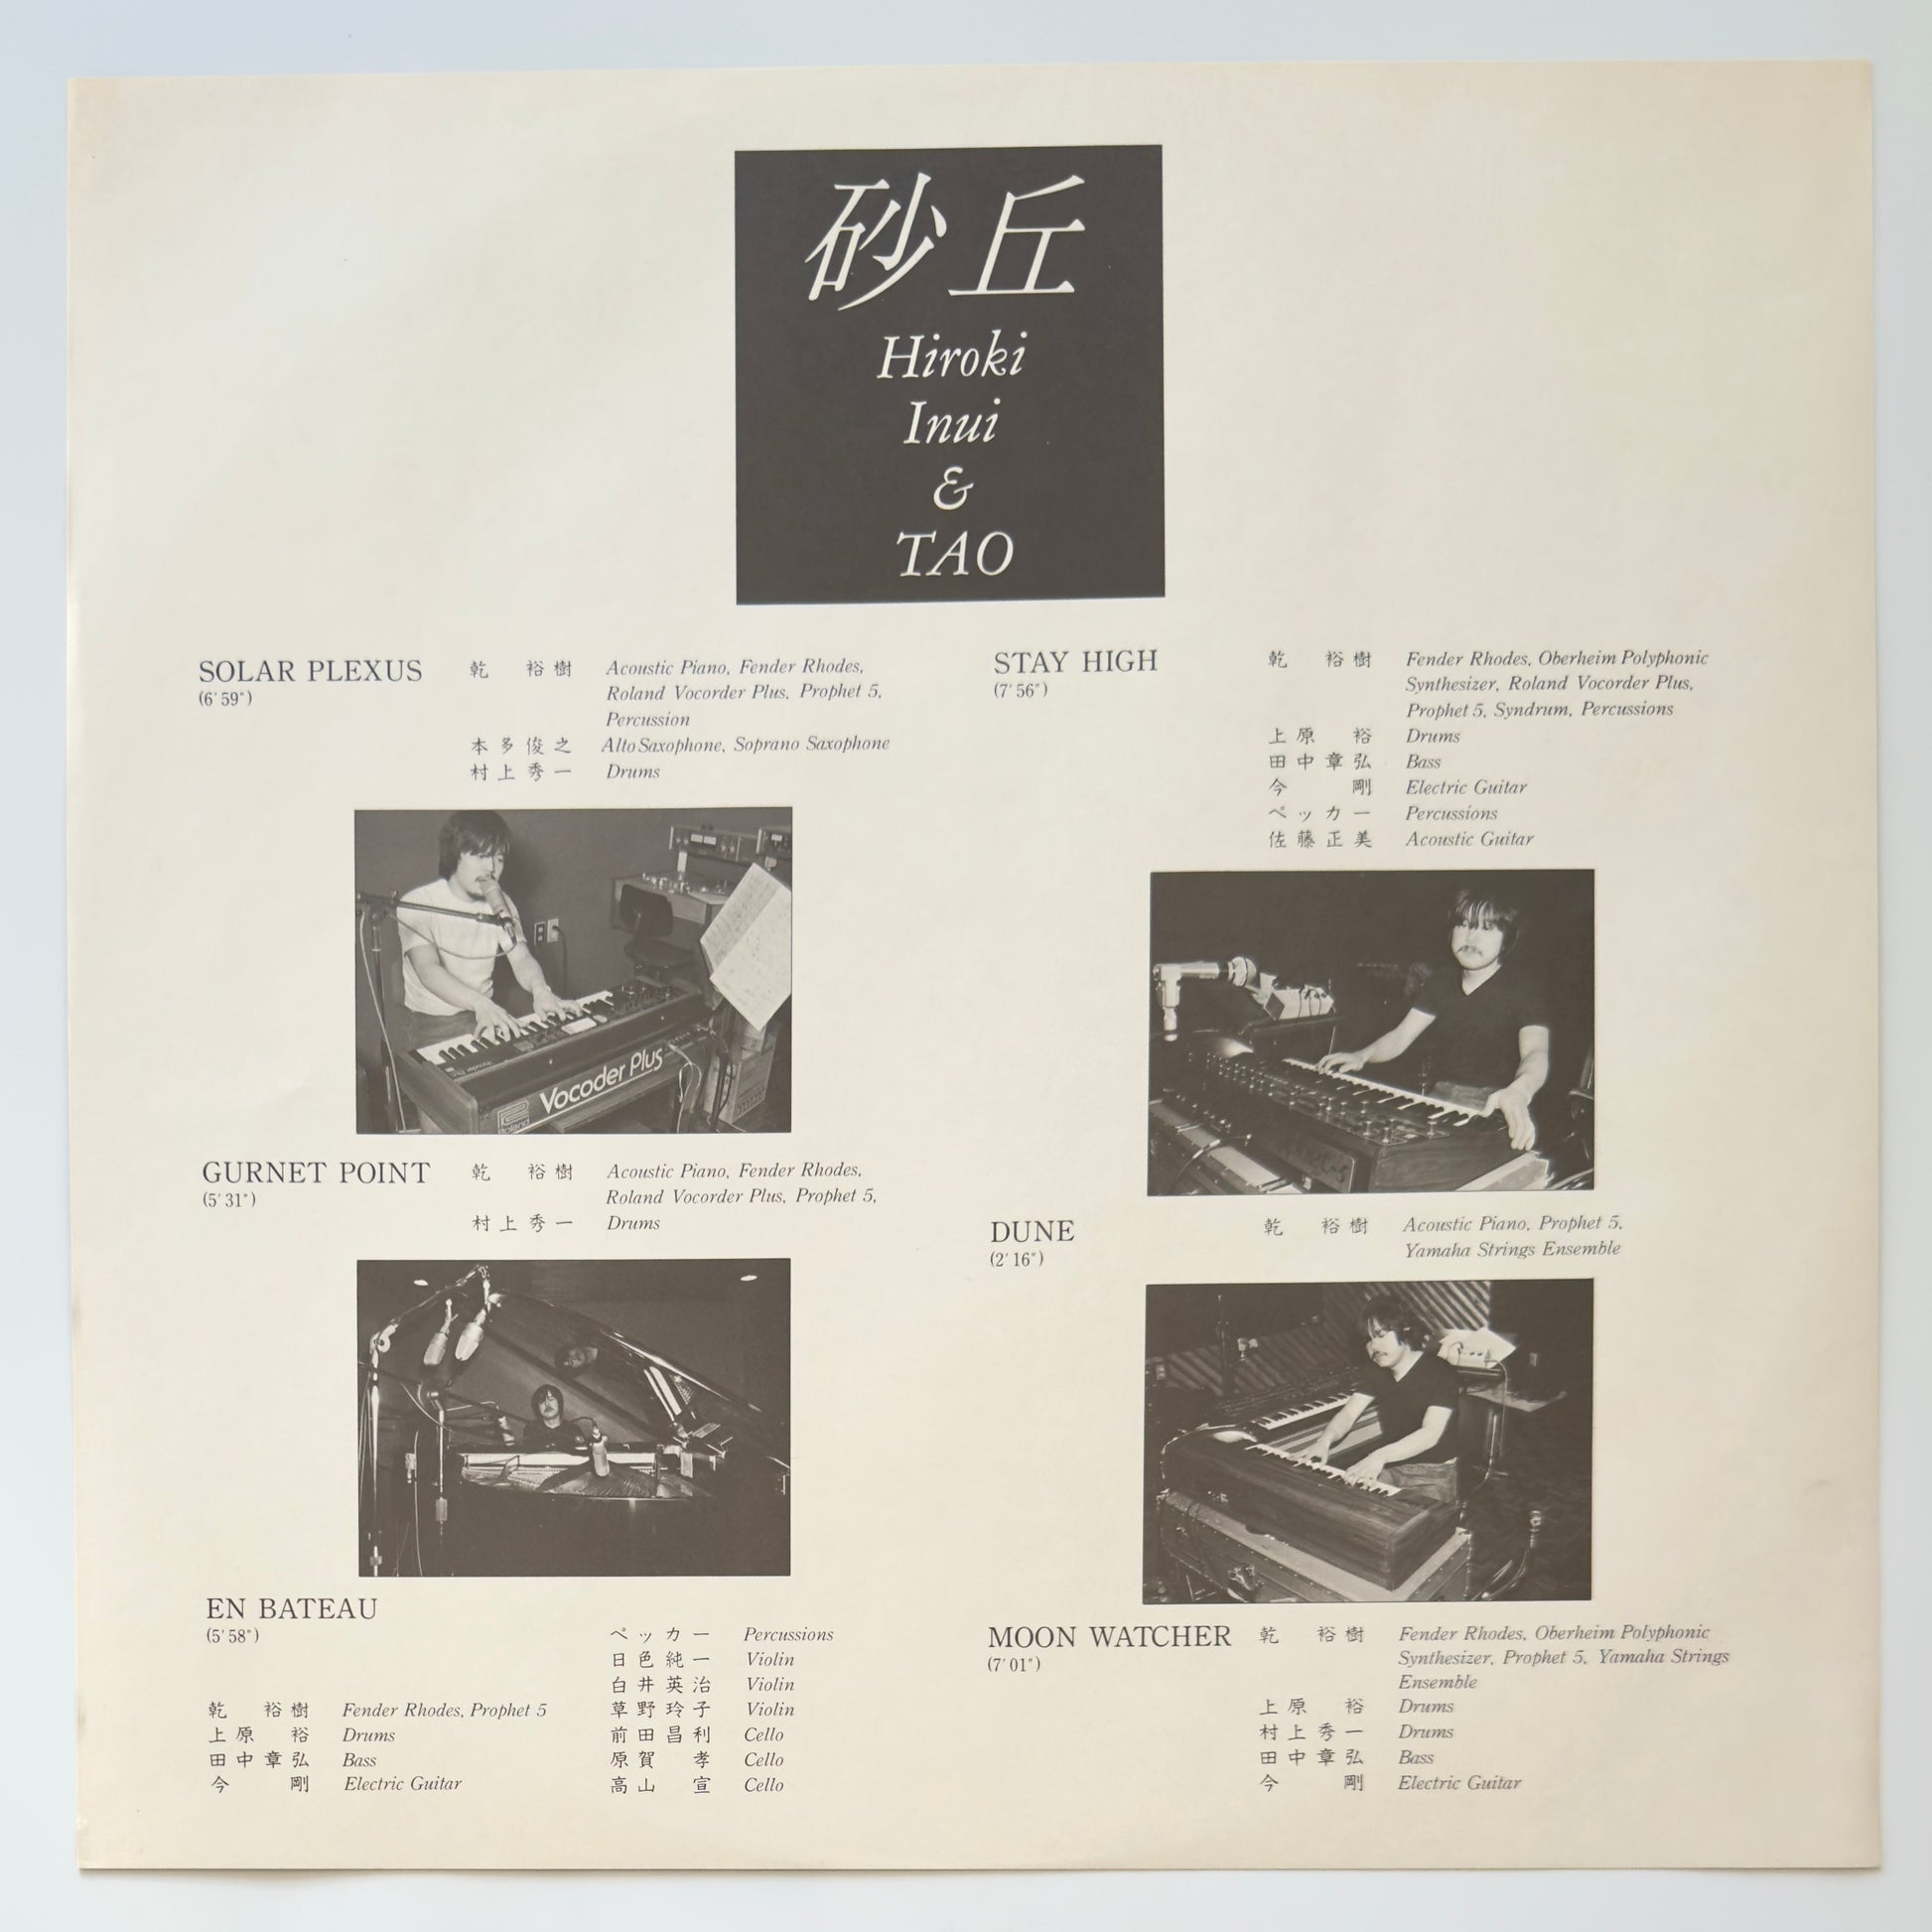 砂丘
Hiroki
Inui
&
TAO
SOLAR PLEXUS
(6'59")
乾 裕樹 Acoustic Piano, Fender Rhodes,
Roland Vocorder Plus, Prophet 5,
Percussion
本多俊之 Alto Saxophone, Soprano Saxophone
村上秀一 Drums
Vocoder Plus
Roland
GURNET POINT
(5'31")
乾 裕樹 Acoustic Piano, Fender Rhodes,
Roland Vocorder Plus, Prophet 5,
村上秀一 Drums
EN BATEAU
(5'58")
乾 裕樹 Fender Rhodes, Prophet 5
上原 裕 Drums
田中章弘 Bass
今 剛 Electric Guitar
ペッカー Percussions
日色純一 Violin
白井英治 Violin
草野玲子 Violin
前田昌利 Cello
原賀 孝 Cello
高山 宣 Cello
STAY HIGH
(7'56")
乾 裕樹 Fender Rhodes, Oberheim Polyphonic
Synthesizer, Roland Vocorder Plus,
Prophet 5, Syndrum, Percussions
上原 裕 Drums
田中章弘 Bass
今 剛 Electric Guitar
ペッカー Percussions
佐藤正美 Acoustic Guitar
DUNE
(2'16")
乾 裕樹 Acoustic Piano, Prophet 5,
Yamaha Strings Ensemble
MOON WATCHER
(7'01")
乾 裕樹 Fender Rhodes, Oberheim Polyphonic
Synthesizer, Prophet 5, Yamaha Strings
Ensemble
上原 裕 Drums
村上秀一 Drums
田中章弘 Bass
今 剛 Electric Guitar